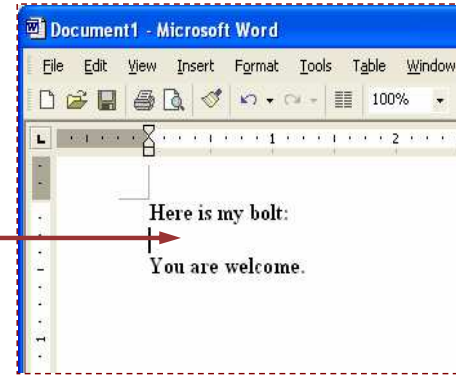 Document1 - Microsoft Word
File Edit View Insert Format Tools Table Window
100%
L 1 2
Here is my bolt:
You are welcome.
1